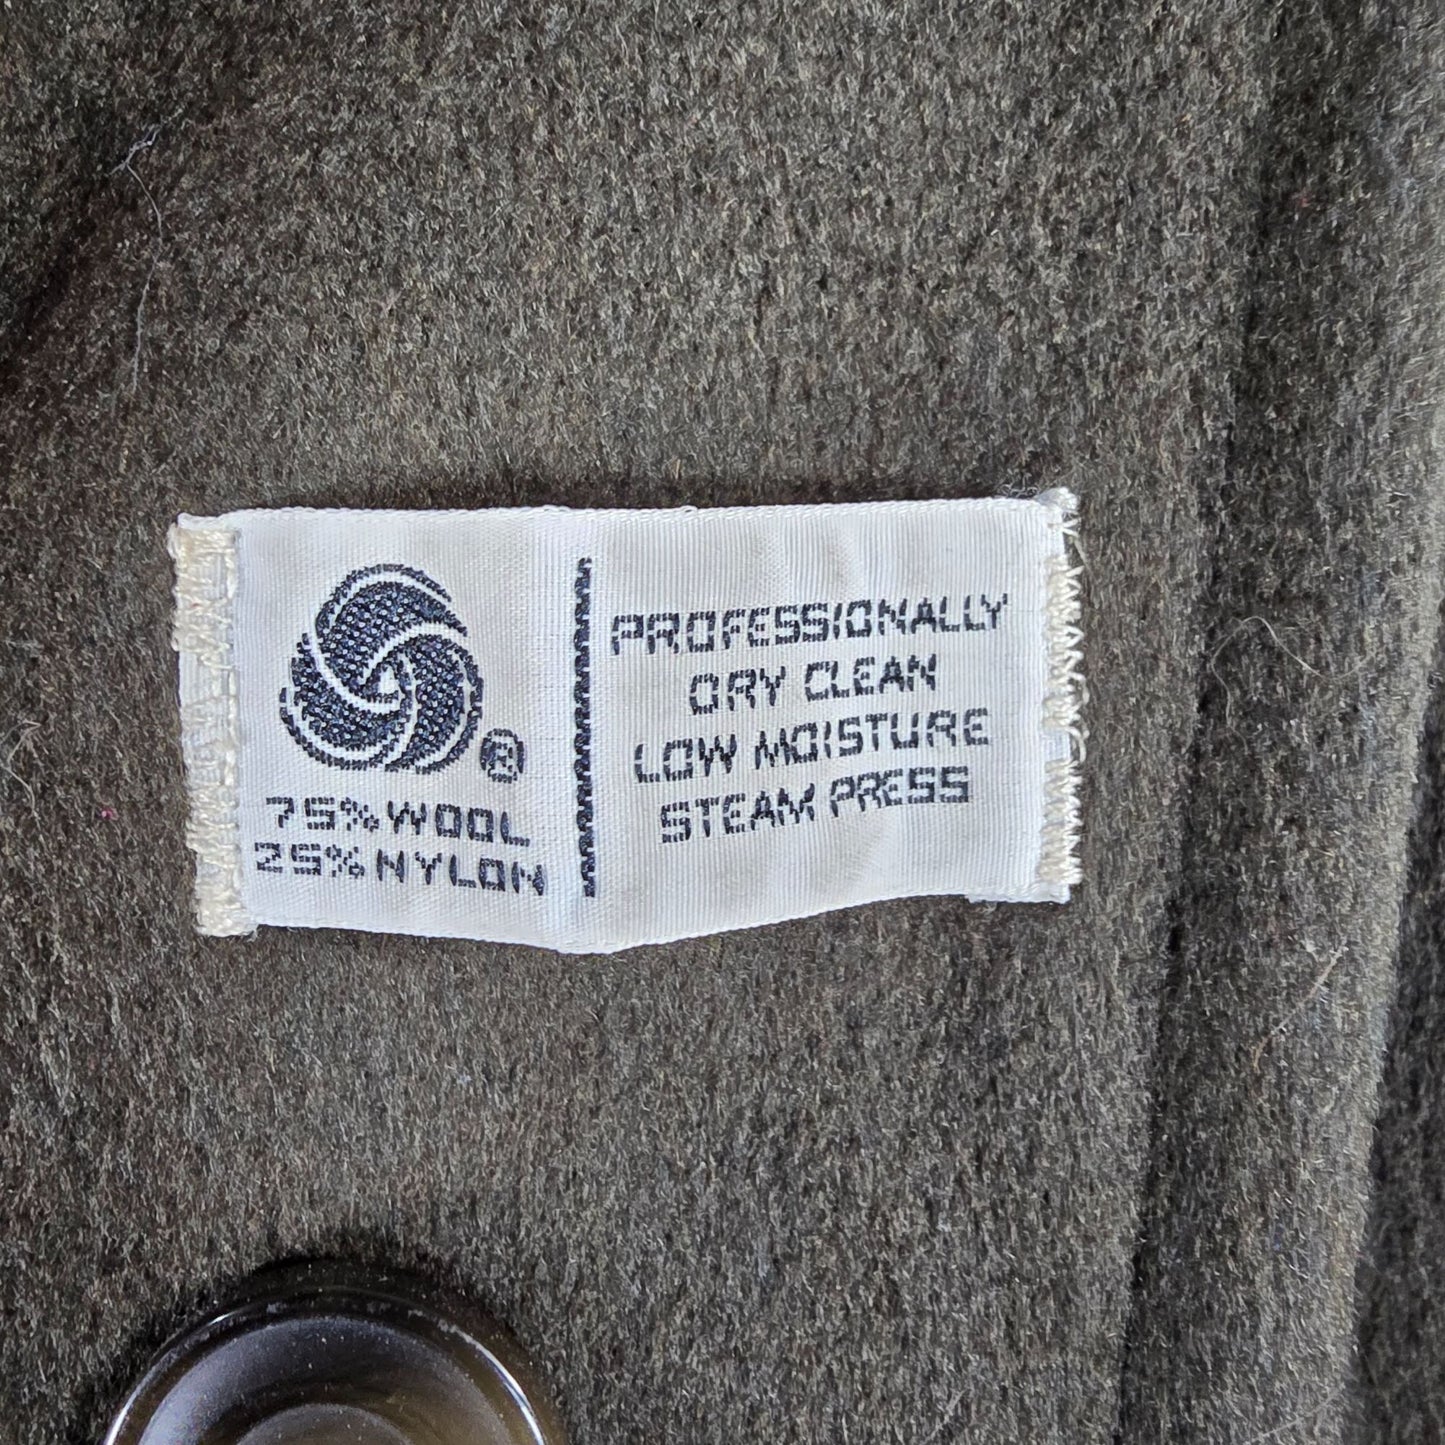 ®
75% WOOL
25% NYLON
PROFESSIONALLY
DRY CLEAN
LOW MOISTURE
STEAM PRESS